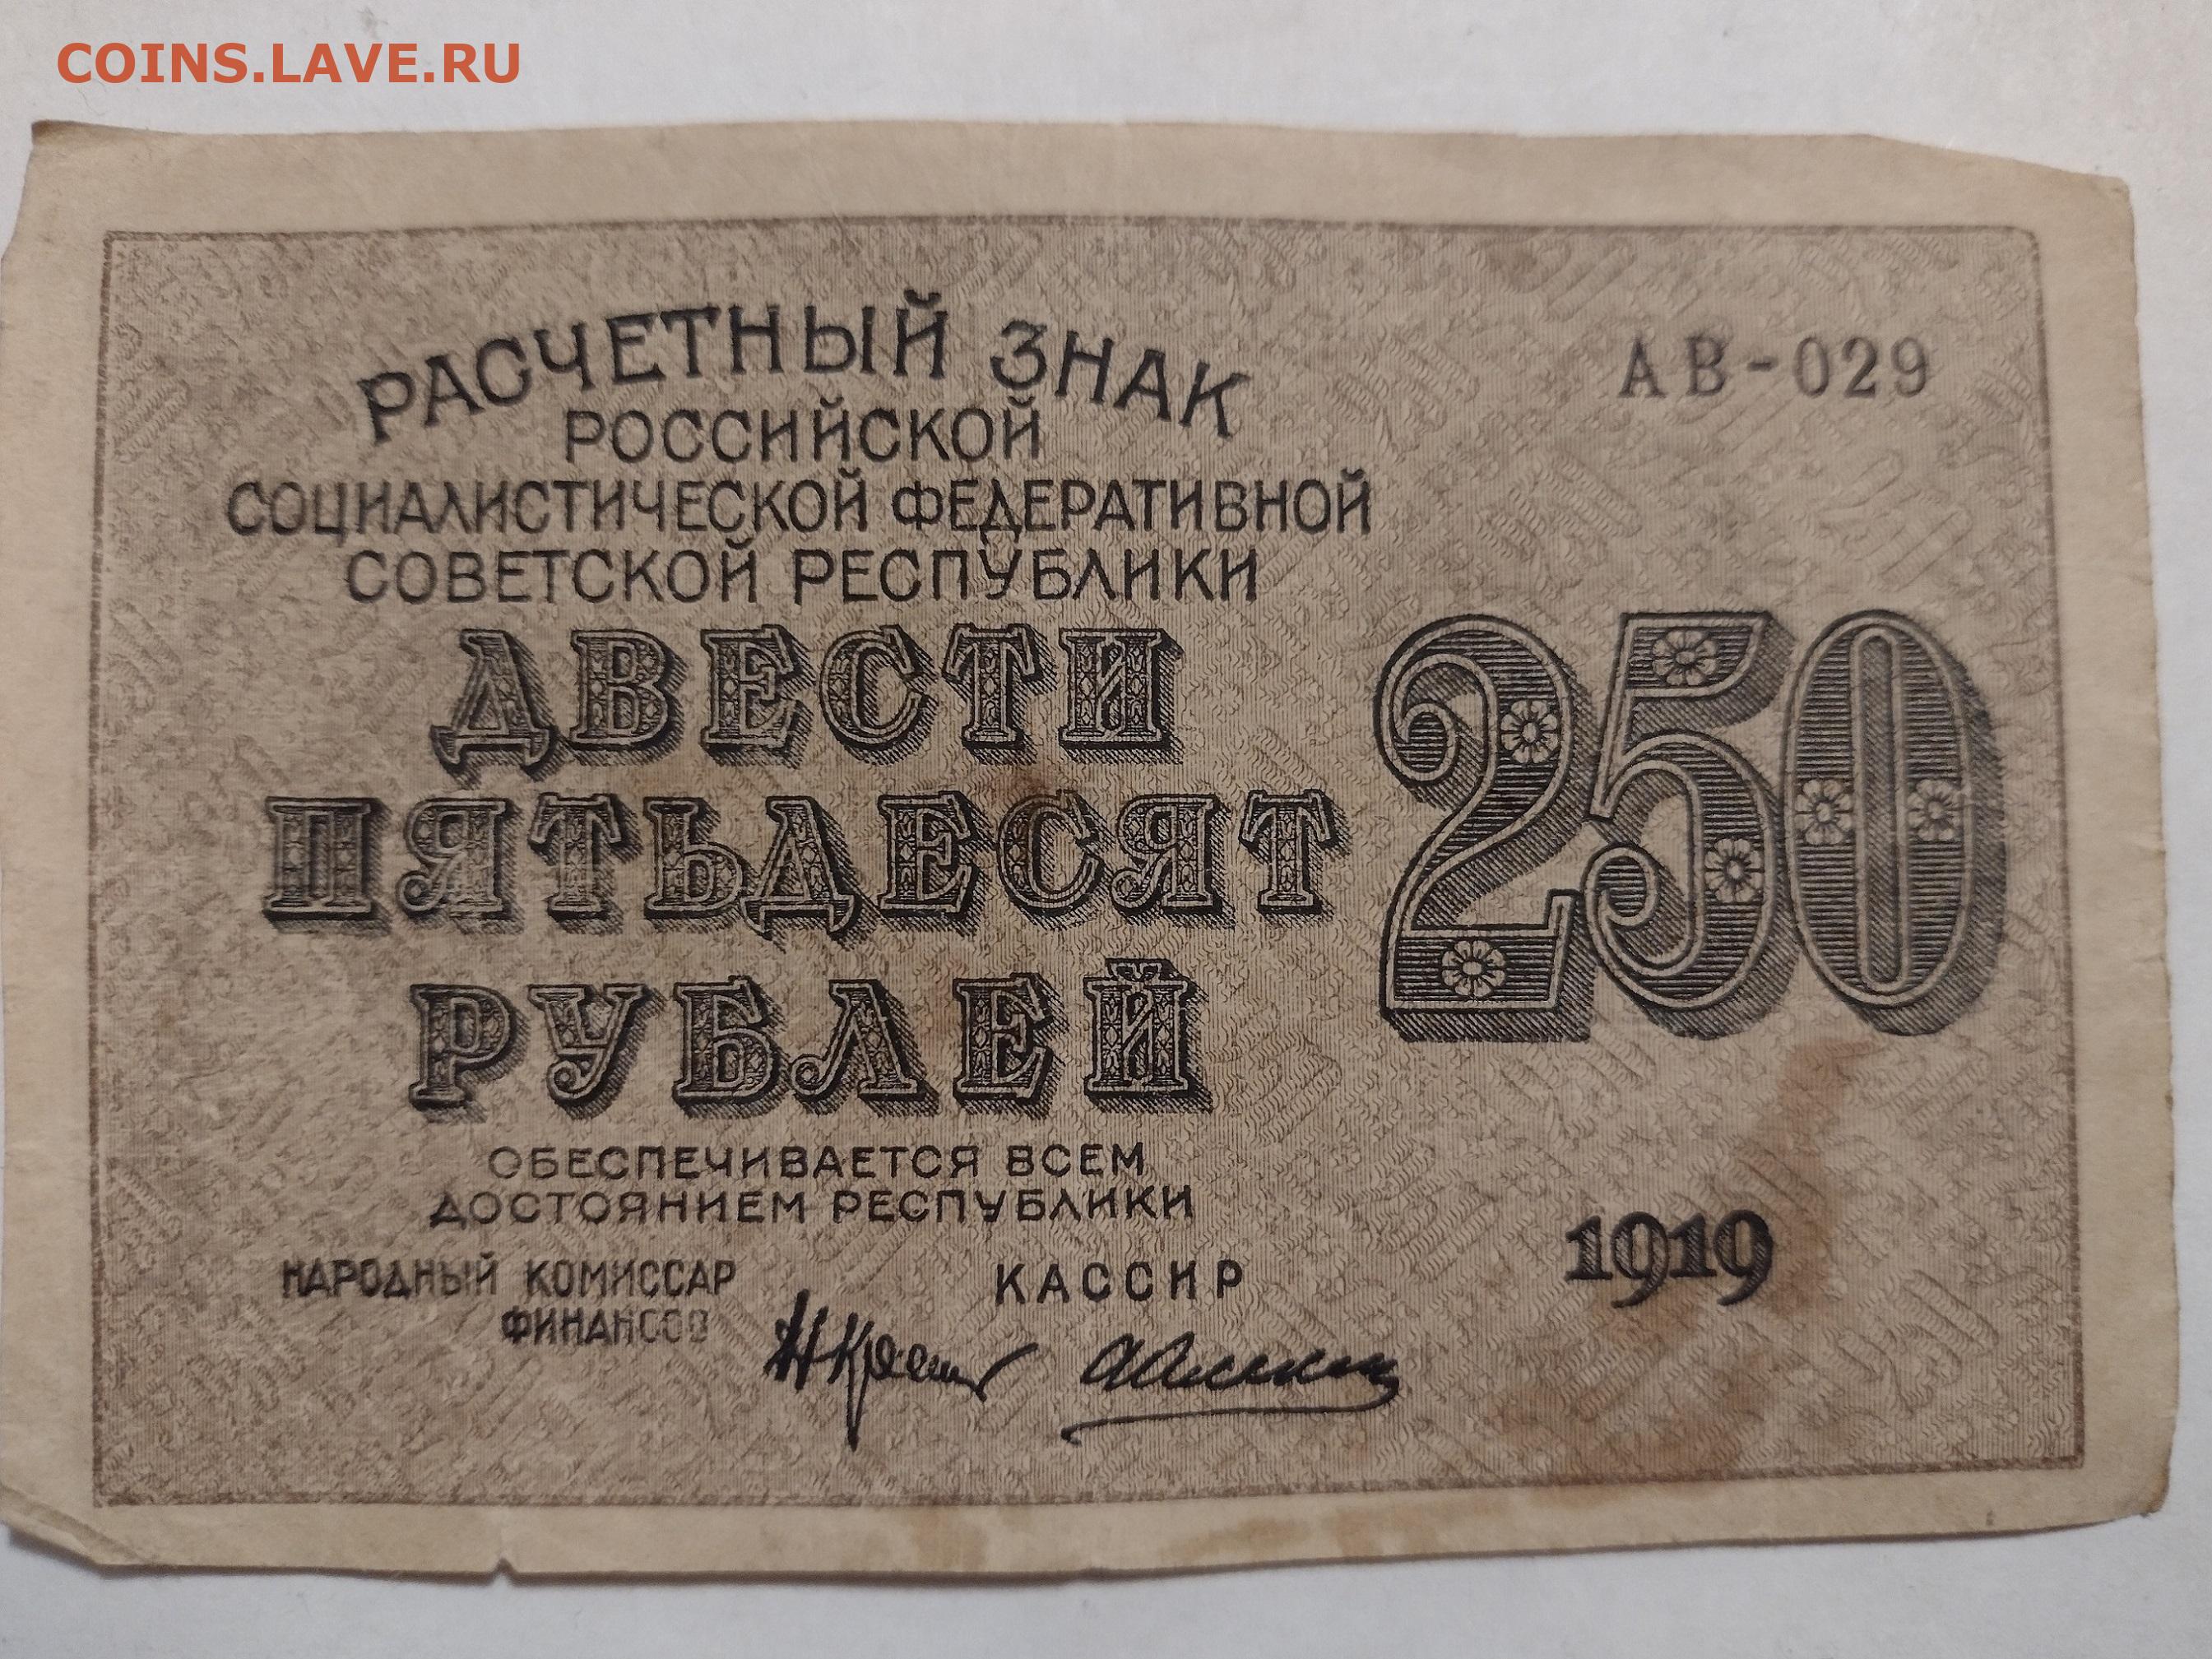 COINS.LAVE.RU
РАСЧЕТНЫЙ ЗНАК
АВ-029
РОССИЙСКОЙ
СОЦИАЛИСТИЧЕСКОЙ ФЕДЕРАТИВНОЙ
СОВЕТСКОЙ РЕСПУБЛИКИ
ДВЕСТИ
ПЯТЬДЕСЯТ
РУБЛЕЙ
250
ОБЕСПЕЧИВАЕТСЯ ВСЕМ
ДОСТОЯНИЕМ РЕСПУБЛИКИ
НАРОДНЫЙ КОМИССАР
ФИНАНСОВ
КАССИР
1919